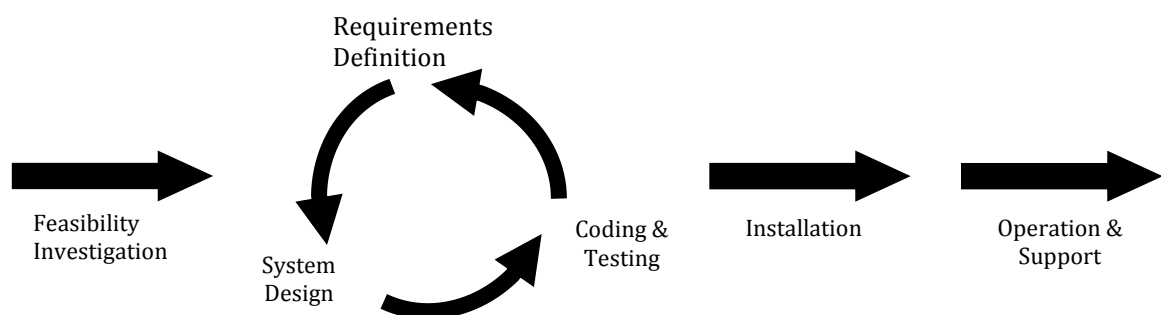 Requirements
Definition
Feasibility
Investigation
System
Design
Coding &
Testing
Installation
Operation &
Support